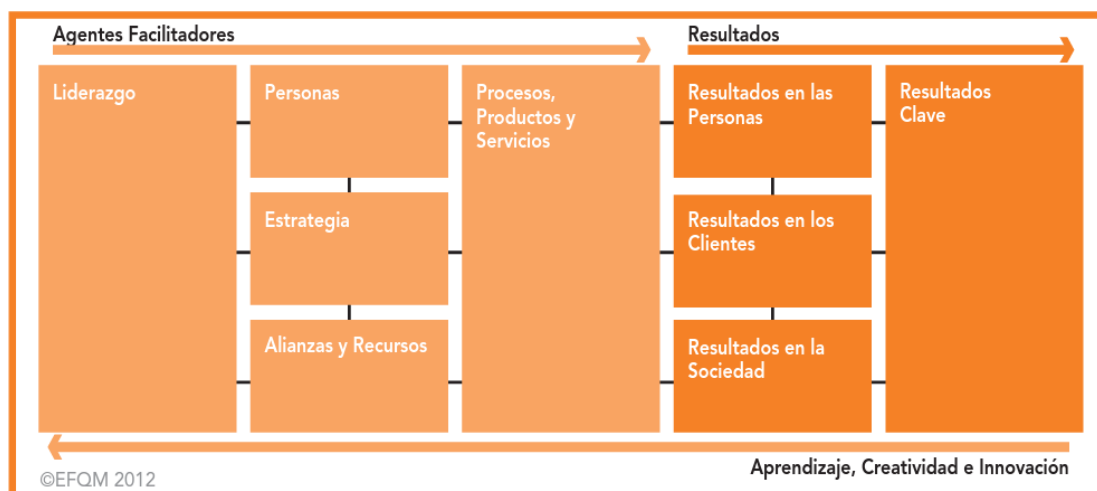 Agentes Facilitadores
Resultados
Liderazgo
Personas
Procesos,
Productos y
Servicios
Resultados en las
Personas
Resultados
Clave
Estrategia
Resultados en los
Clientes
Alianzas y Recursos
Resultados en la
Sociedad
Aprendizaje, Creatividad e Innovación
©EFQM 2012